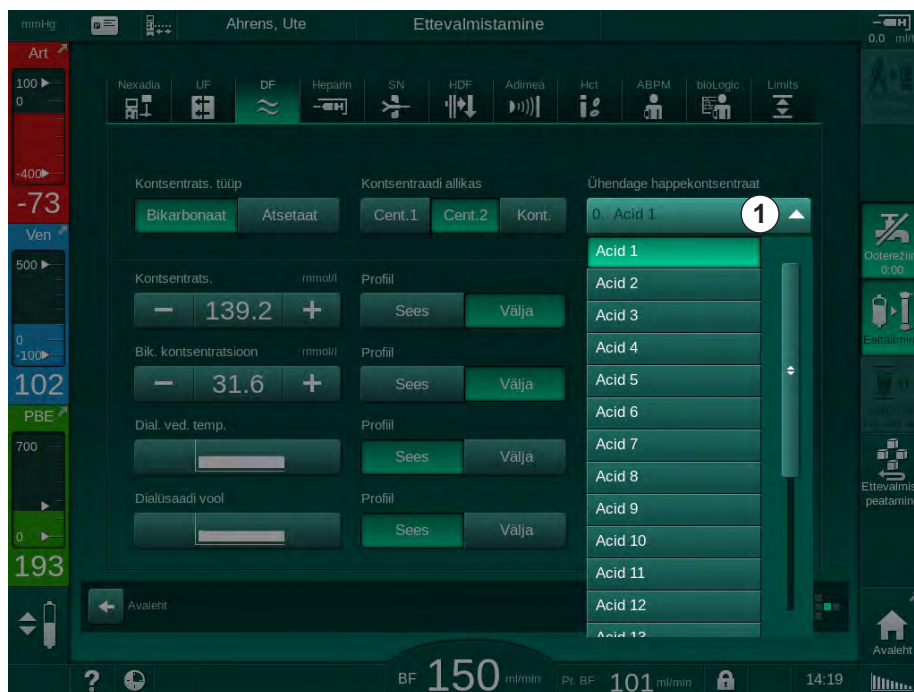 mmHg
Ahrens, Ute
Ettevalmistamine
0.0 ml/
Art
100
0
-400
-73
Ven
500
0
-100
102
PBE
700
0
193
Nexadia
UF
DF
Heparin
SN
HDF
Adimea
Hct
ABPM
bioLogic
Limits
Kontsentrats. tüüp
Bikarbonaat
Atsetaat
Kontsentraadi allikas
Cent.1
Cent.2
Kont.
Ühendage happekontsentraat
0. Acid 1
1
Acid 1
Acid 2
Acid 3
Acid 4
Acid 5
Acid 6
Acid 7
Acid 8
Acid 9
Acid 10
Acid 11
Acid 12
Acid 13
Kontsentrats.
mmol/l
Profiil
139.2
Sees
Välja
Bik. kontsentratsioon
mmol/l
Profiil
31.6
Sees
Välja
Dial. ved. temp.
Profiil
Sees
Välja
Dialüsaadi vool
Profiil
Sees
Välja
Avaleht
Ooterežiim
0:00
Ettevalmis
peatamin
Avaleht
?
BF 150 ml/min
Pr. BF 101 ml/min
14:19